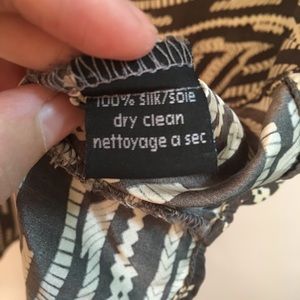 100% silk/soie
dry clean
nettoyage a sec